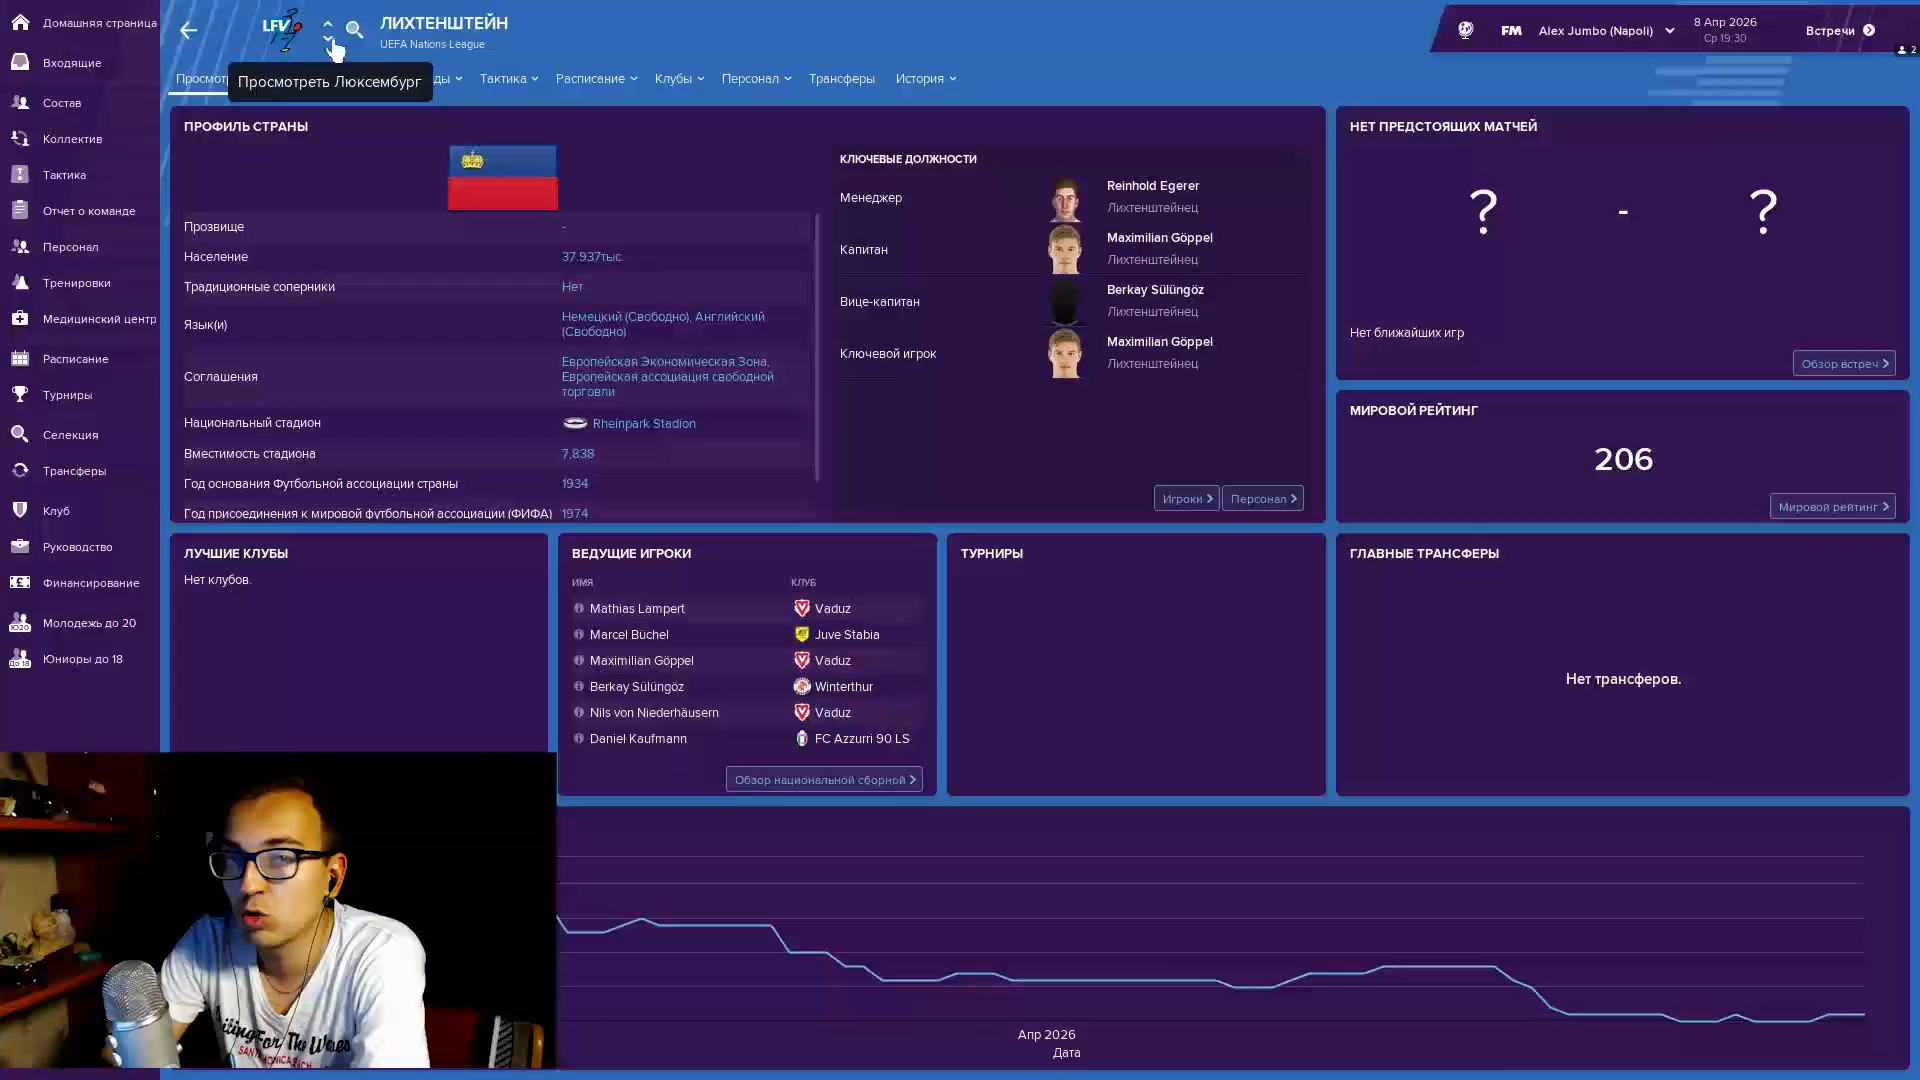 Домашняя страница
Входящие
Состав
Коллектив
Тактика
Отчет о команде
Персонал
Тренировки
Медицинский центр
Расписание
Турниры
Селекция
Трансферы
Клуб
Руководство
Финансирование
Молодежь до 20
Юниоры до 18
LFV
ЛИХТЕНШТЕЙН
UEFA Nations League
Просмотреть Люксембург
FM
Alex Jumbo (Napoli)
8 Апр 2026
Ср 19:30
Встречи
2
Тактика
Расписание
Клубы
Персонал
Трансферы
История
ПРОФИЛЬ СТРАНЫ
Прозвище -
Население 37.937тыс.
Традиционные соперники Нет
Язык(и) Немецкий (Свободно), Английский
(Свободно)
Соглашения Европейская Экономическая Зона,
Европейская ассоциация свободной
торговли
Национальный стадион Rheinpark Stadion
Вместимость стадиона 7,838
Год основания Футбольной ассоциации страны 1934
Год присоединения к мировой футбольной ассоциации (ФИФА) 1974
КЛЮЧЕВЫЕ ДОЛЖНОСТИ
Менеджер Reinhold Egerer
Лихтенштейнец
Капитан Maximilian Göppel
Лихтенштейнец
Вице-капитан Berkay Sülüngöz
Лихтенштейнец
Ключевой игрок Maximilian Göppel
Лихтенштейнец
Игроки Персонал
НЕТ ПРЕДСТОЯЩИХ МАТЧЕЙ
? - ?
Нет ближайших игр
Обзор встреч
МИРОВОЙ РЕЙТИНГ
206
Мировой рейтинг
ЛУЧШИЕ КЛУБЫ
Нет клубов.
ВЕДУЩИЕ ИГРОКИ
ИМЯ КЛУБ
Mathias Lampert Vaduz
Marcel Büchel Juve Stabia
Maximilian Göppel Vaduz
Berkay Sülüngöz Winterthur
Nils von Niederhäusern Vaduz
Daniel Kaufmann FC Azzurri 90 LS
Обзор национальной сборной
ТУРНИРЫ
ГЛАВНЫЕ ТРАНСФЕРЫ
Нет трансферов.
Апр 2026
Дата